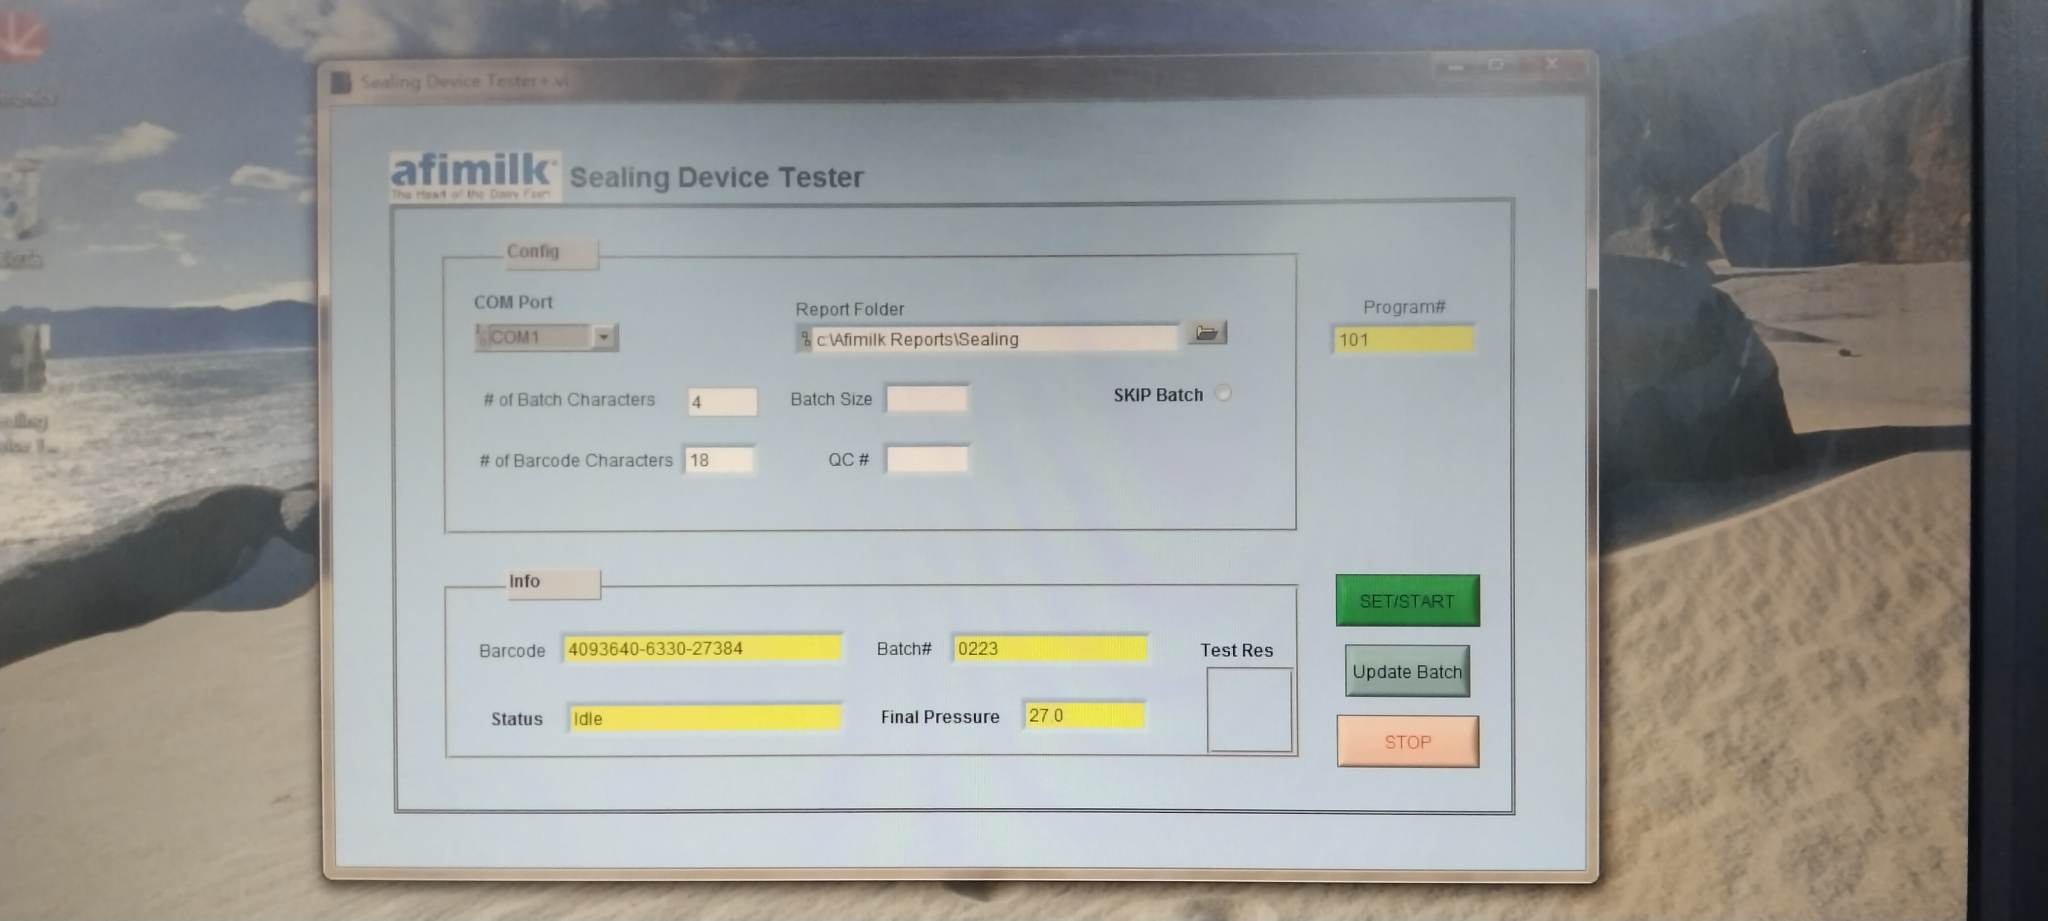 Sealing Device Tester+.vi
afimilk
The Heart of the Dairy Farm
Sealing Device Tester
Config
COM Port
COM1
Report Folder
c:\Afimilk Reports\Sealing
Program#
101
# of Batch Characters
4
Batch Size
SKIP Batch
# of Barcode Characters
18
QC #
SET/START
Info
Barcode
4093640-6330-27384
Batch#
0223
Test Res
Update Batch
Status
Idle
Final Pressure
27.0
STOP